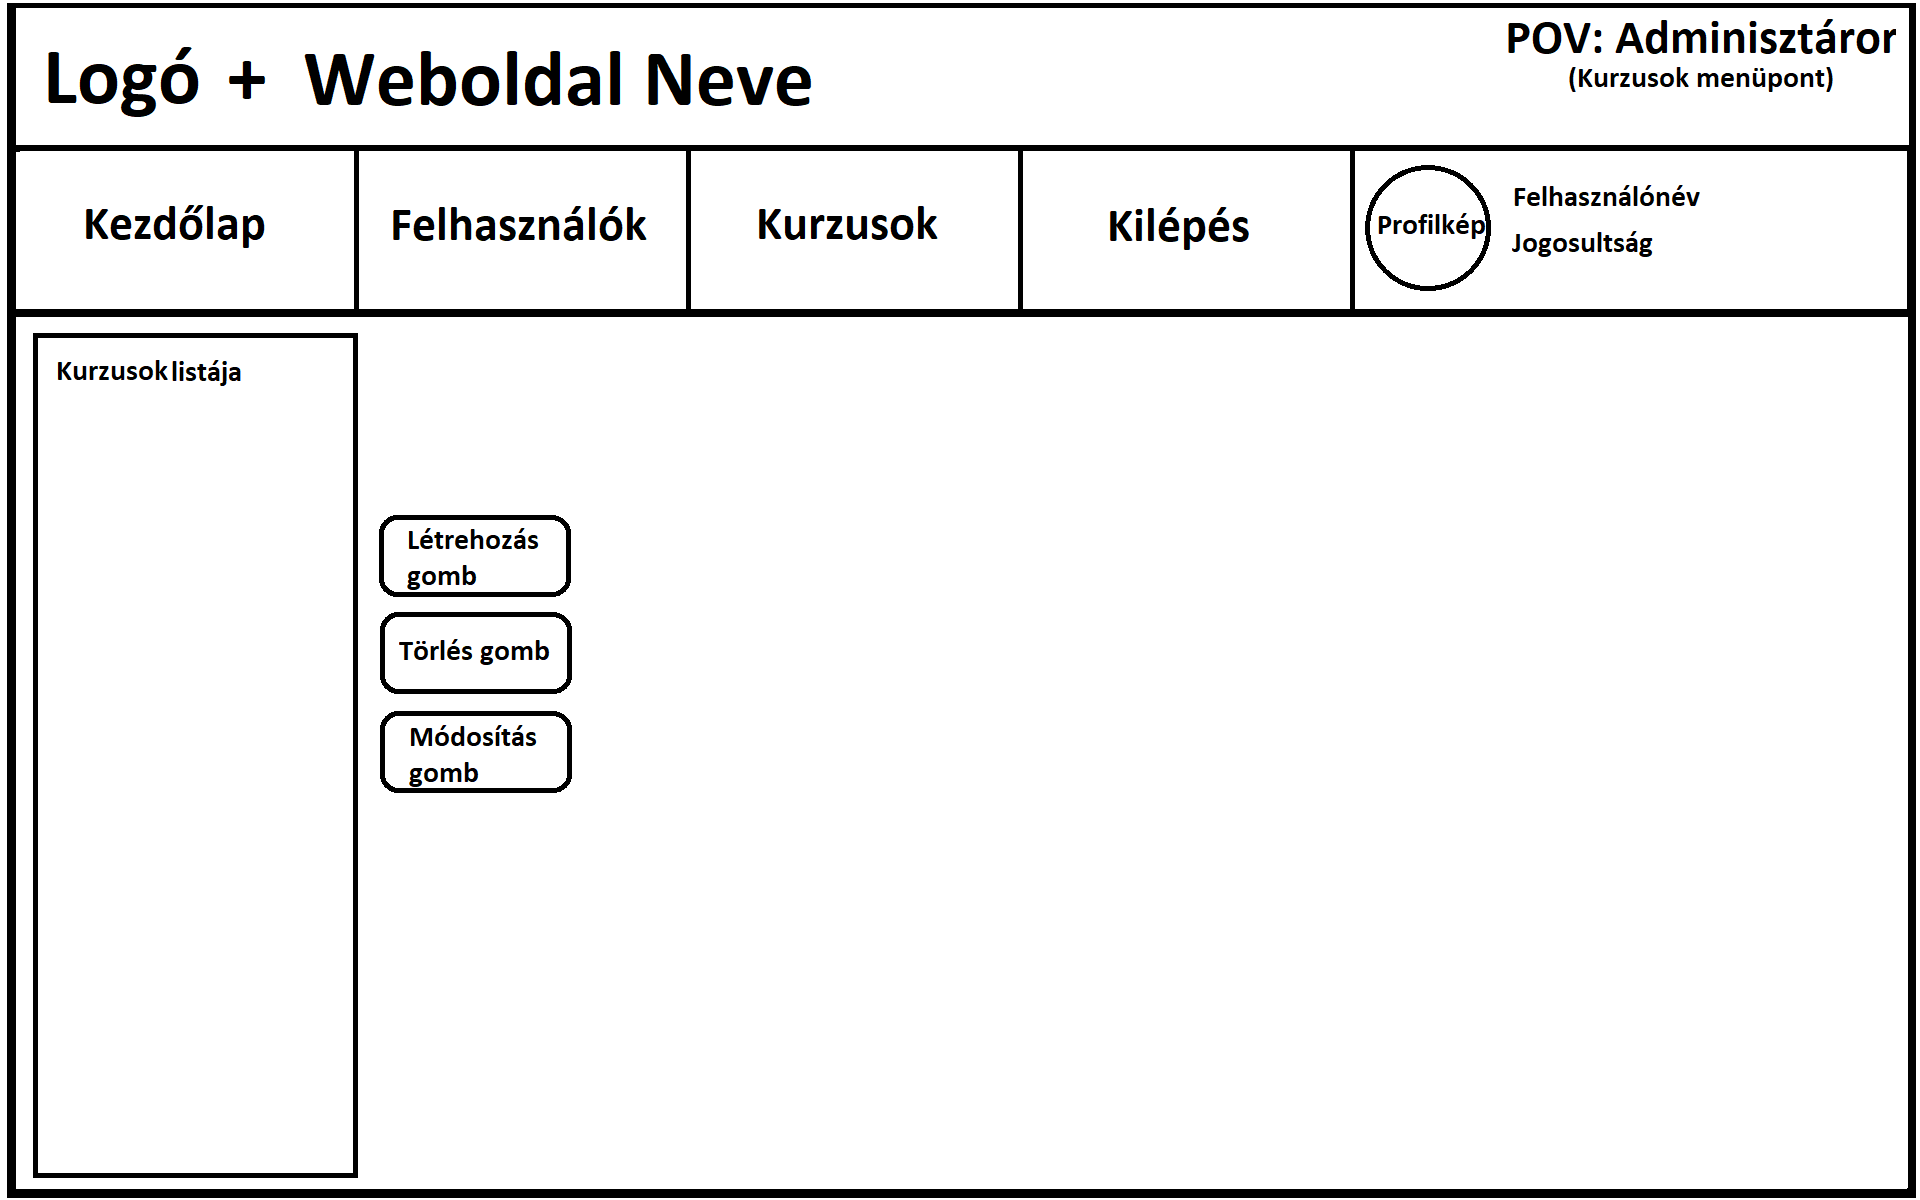 Logó + Weboldal Neve
POV: Adminisztáror
(Kurzusok menüpont)
Kezdőlap
Felhasználók
Kurzusok
Kilépés
Profilkép
Felhasználónév
Jogosultság
Kurzusok listája
Létrehozás
gomb
Törlés gomb
Módosítás
gomb